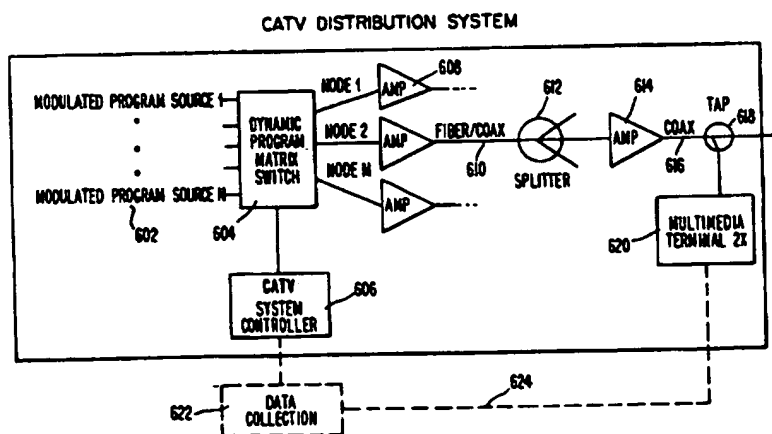 CATV DISTRIBUTION SYSTEM
MODULATED PROGRAM SOURCE 1
MODULATED PROGRAM SOURCE N
602
DYNAMIC
PROGRAM
MATRIX
SWITCH
604
NODE 1
NODE 2
NODE M
AMP
608
AMP
AMP
FIBER/COAX
610
612
SPLITTER
614
AMP
COAX
616
TAP
618
620
MULTIMEDIA
TERMINAL 2X
CATV
SYSTEM
CONTROLLER
606
622
DATA
COLLECTION
624